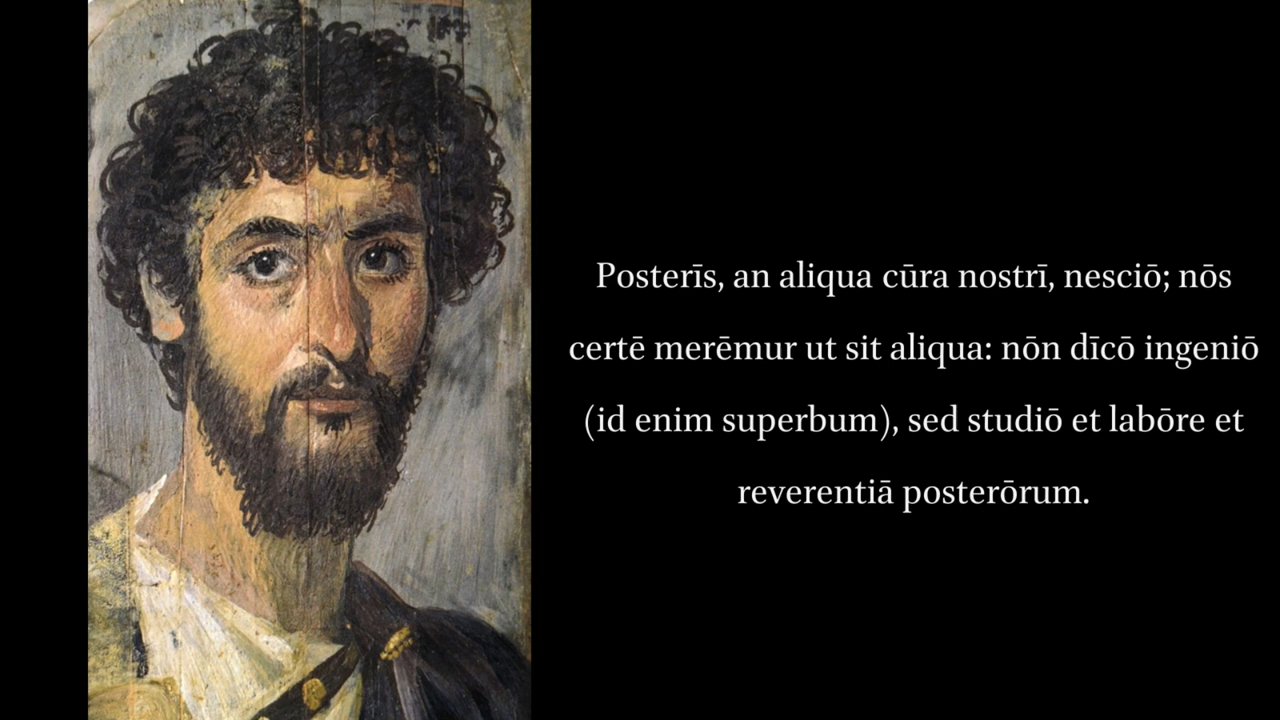 Posterīs, an aliqua cūra nostrī, nesciō; nōs
certē merēmur ut sit aliqua: nōn dīcō ingeniō
(id enim superbum), sed studiō et labōre et
reverentiā posterōrum.